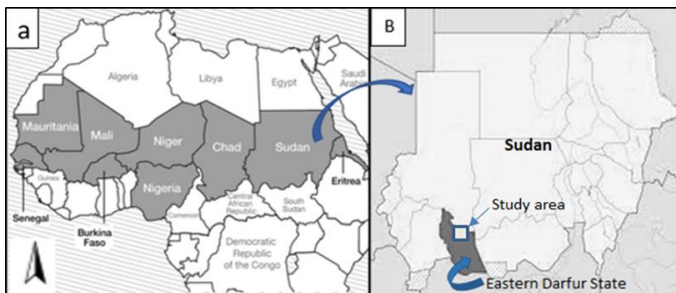 a
Algeria
Libya
Egypt
Saudi
Arabia
Mauritania
Mali
Niger
Chad
Sudan
Eritrea
Senegal
Guinea
Burkina
Faso
Nigeria
Cameroon
Central
African
Republic
South
Sudan
Democratic
Republic
of the Congo
B
Sudan
Study area
Eastern Darfur State